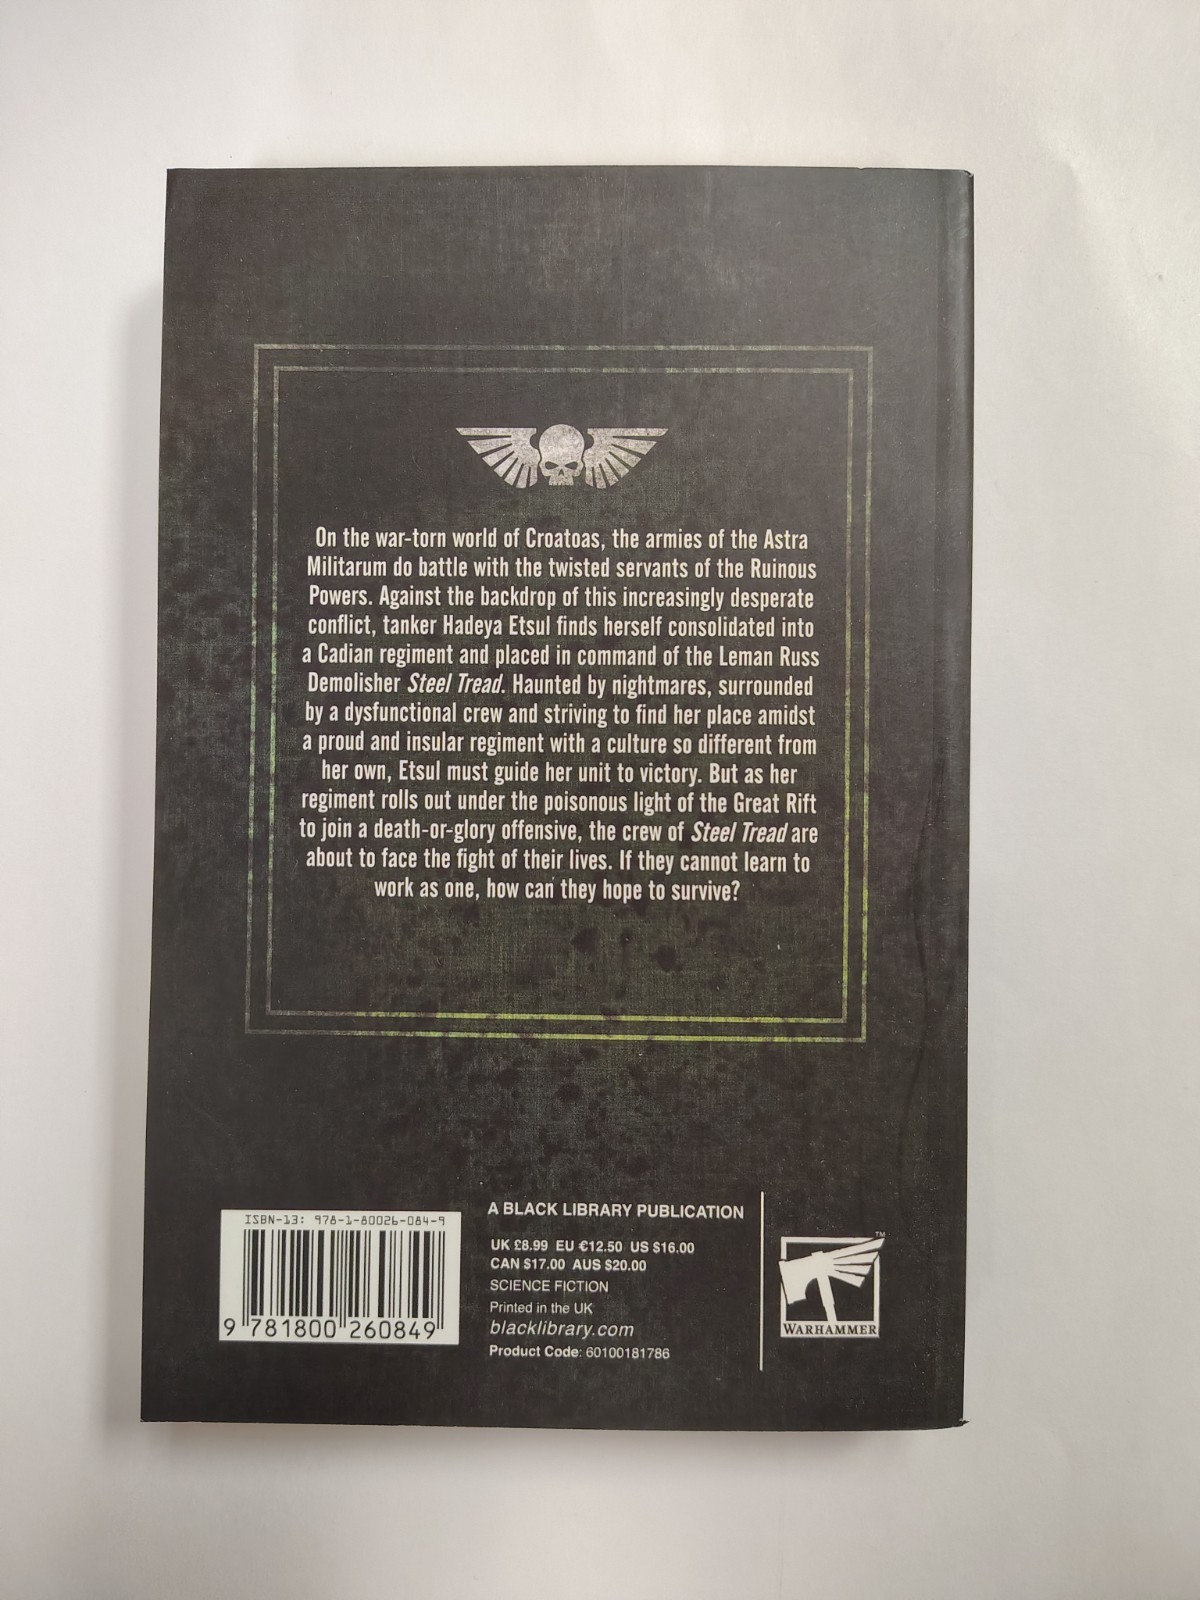 On the war-torn world of Croatoas, the armies of the Astra
Militarum do battle with the twisted servants of the Ruinous
Powers. Against the backdrop of this increasingly desperate
conflict, tanker Hadeya Etsul finds herself consolidated into
a Cadian regiment and placed in command of the Leman Russ
Demolisher Steel Tread. Haunted by nightmares, surrounded
by a dysfunctional crew and striving to find her place amidst
a proud and insular regiment with a culture so different from
her own, Etsul must guide her unit to victory. But as her
regiment rolls out under the poisonous light of the Great Rift
to join a death-or-glory offensive, the crew of Steel Tread are
about to face the fight of their lives. If they cannot learn to
work as one, how can they hope to survive?
ISBN-13: 978-1-80026-084-9
9 781800 260849
A BLACK LIBRARY PUBLICATION
UK £8.99 EU €12.50 US $16.00
CAN $17.00 AUS $20.00
SCIENCE FICTION
Printed in the UK
blacklibrary.com
Product Code: 60100181786
TM
WARHAMMER